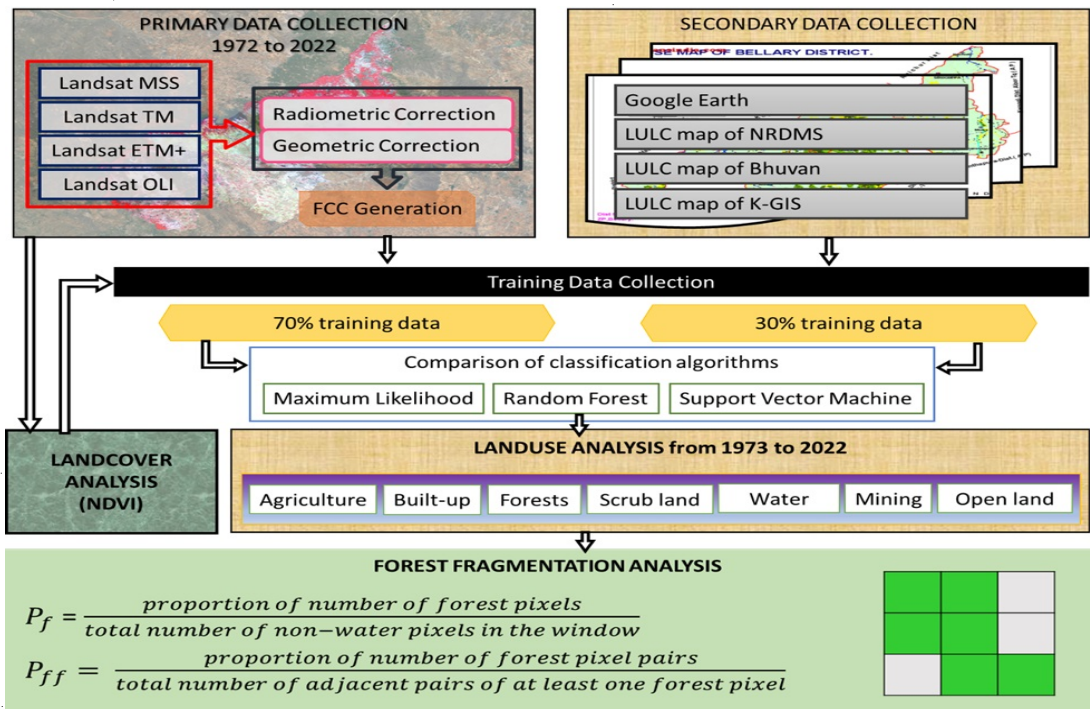 PRIMARY DATA COLLECTION
1972 to 2022
Landsat MSS
Landsat TM
Landsat ETM+
Landsat OLI
Radiometric Correction
Geometric Correction
FCC Generation
SECONDARY DATA COLLECTION
SE MAP OF BELLARY DISTRICT.
Google Earth
LULC map of NRDMS
LULC map of Bhuvan
LULC map of K-GIS
Training Data Collection
70% training data
30% training data
Comparison of classification algorithms
Maximum Likelihood
Random Forest
Support Vector Machine
LANDCOVER
ANALYSIS
(NDVI)
LANDUSE ANALYSIS from 1973 to 2022
Agriculture
Built-up
Forests
Scrub land
Water
Mining
Open land
FOREST FRAGMENTATION ANALYSIS
P_f = proportion of number of forest pixels
total number of non−water pixels in the window
P_ff = proportion of number of forest pixel pairs
total number of adjacent pairs of at least one forest pixel